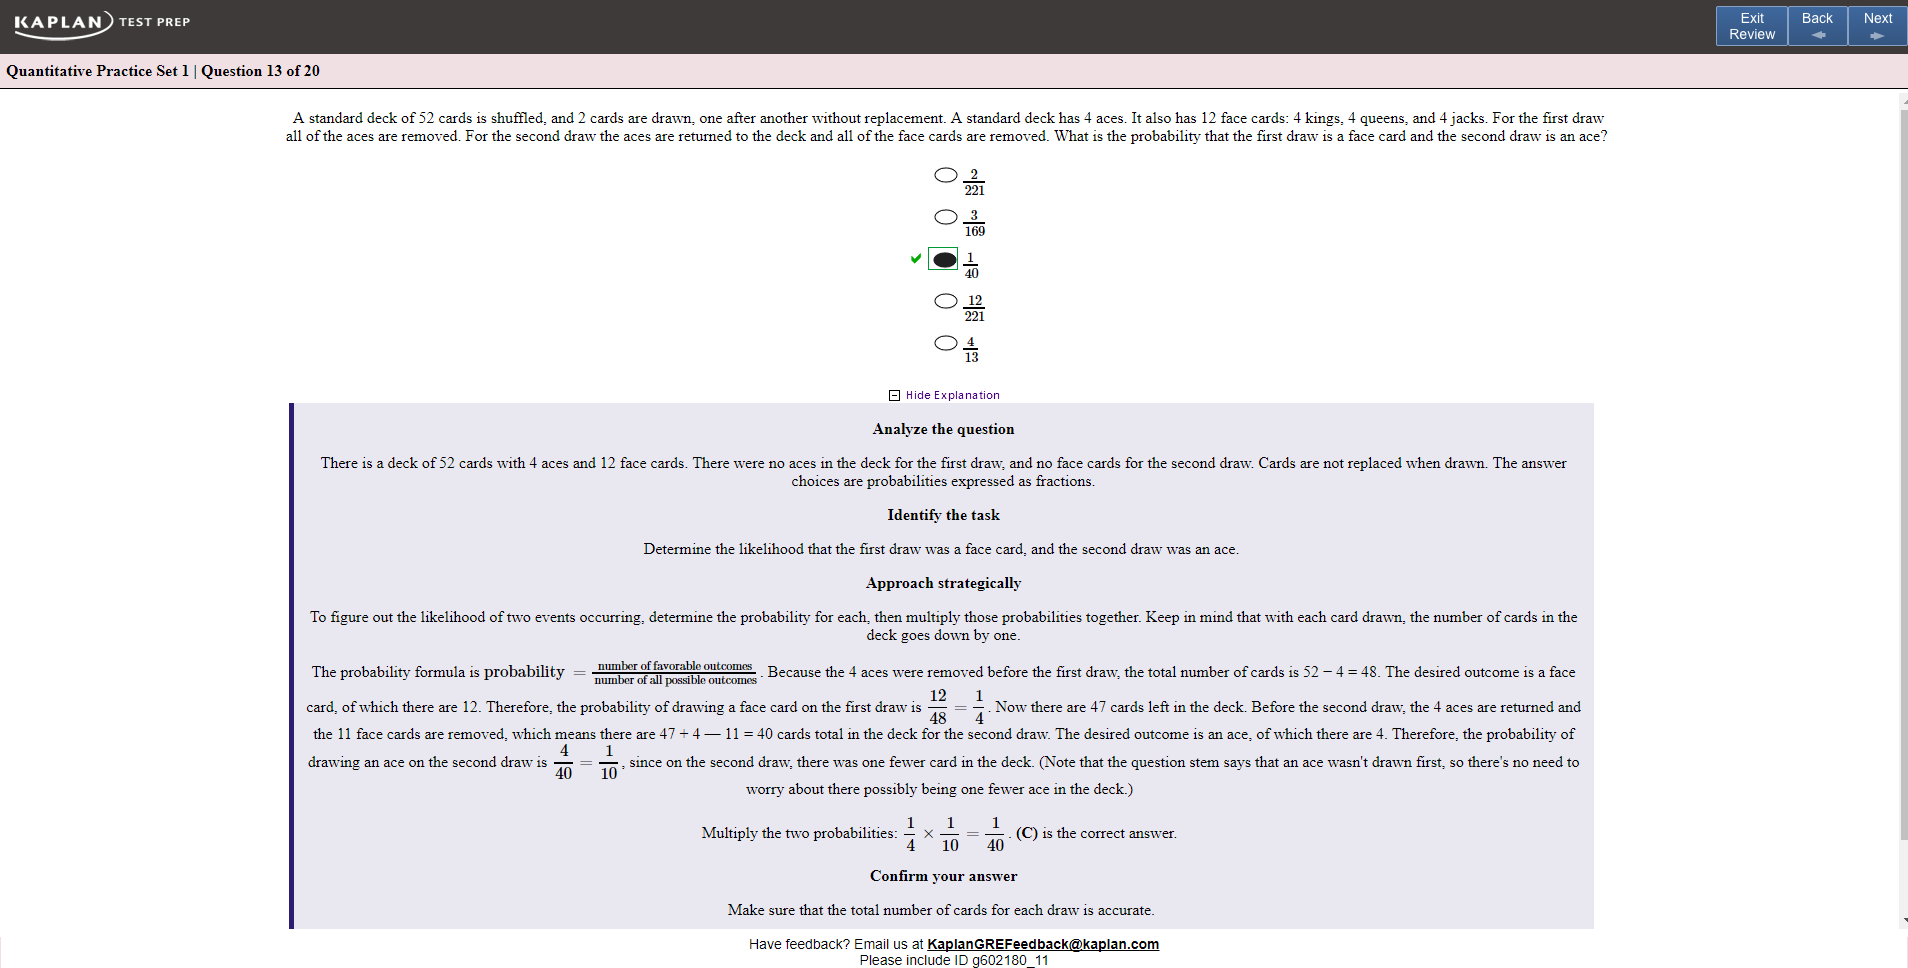 KAPLAN TEST PREP
Exit Review
Back
Next
Quantitative Practice Set 1 | Question 13 of 20
A standard deck of 52 cards is shuffled, and 2 cards are drawn, one after another without replacement. A standard deck has 4 aces. It also has 12 face cards: 4 kings, 4 queens, and 4 jacks. For the first draw
all of the aces are removed. For the second draw the aces are returned to the deck and all of the face cards are removed. What is the probability that the first draw is a face card and the second draw is an ace?
2/221
3/169
1/40
12/221
4/13
Hide Explanation
Analyze the question
There is a deck of 52 cards with 4 aces and 12 face cards. There were no aces in the deck for the first draw, and no face cards for the second draw. Cards are not replaced when drawn. The answer
choices are probabilities expressed as fractions.
Identify the task
Determine the likelihood that the first draw was a face card, and the second draw was an ace.
Approach strategically
To figure out the likelihood of two events occurring, determine the probability for each, then multiply those probabilities together. Keep in mind that with each card drawn, the number of cards in the
deck goes down by one.
The probability formula is probability = number of favorable outcomes/number of all possible outcomes. Because the 4 aces were removed before the first draw, the total number of cards is 52 − 4 = 48. The desired outcome is a face
card, of which there are 12. Therefore, the probability of drawing a face card on the first draw is 12/48 = 1/4. Now there are 47 cards left in the deck. Before the second draw, the 4 aces are returned and
the 11 face cards are removed, which means there are 47 + 4 — 11 = 40 cards total in the deck for the second draw. The desired outcome is an ace, of which there are 4. Therefore, the probability of
drawing an ace on the second draw is 4/40 = 1/10, since on the second draw, there was one fewer card in the deck. (Note that the question stem says that an ace wasn't drawn first, so there's no need to
worry about there possibly being one fewer ace in the deck.)
Multiply the two probabilities: 1/4 × 1/10 = 1/40. (C) is the correct answer.
Confirm your answer
Make sure that the total number of cards for each draw is accurate.
Have feedback? Email us at KaplanGREFeedback@kaplan.com
Please include ID g602180_11